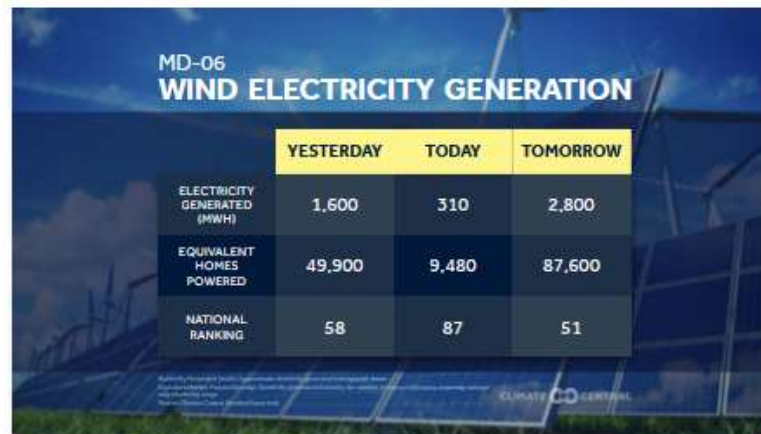 MD-06
WIND ELECTRICITY GENERATION
YESTERDAY TODAY TOMORROW
ELECTRICITY
GENERATED
(MWH)
1,600 310 2,800
EQUIVALENT
HOMES
POWERED
49,900 9,480 87,600
NATIONAL
RANKING
58 87 51
CLIMATE CENTRAL